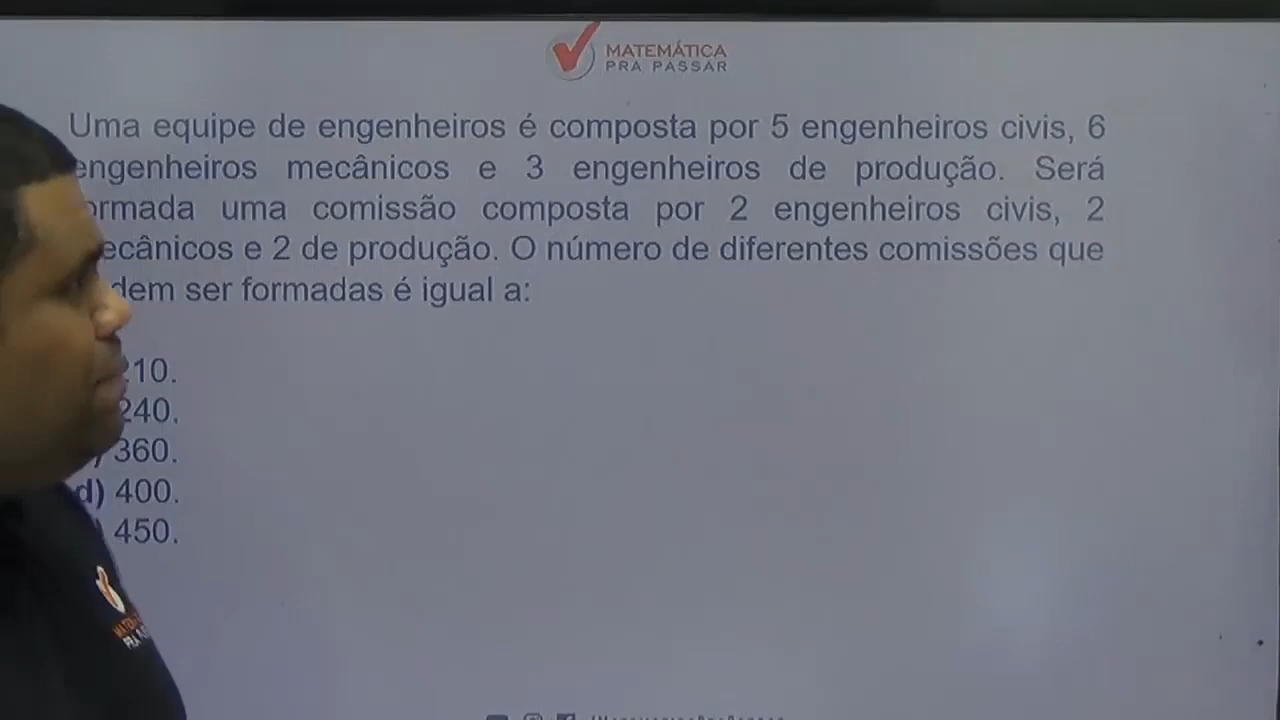 MATEMÁTICA
PRA PASSAR
Uma equipe de engenheiros é composta por 5 engenheiros civis, 6
engenheiros mecânicos e 3 engenheiros de produção. Será
ormada uma comissão composta por 2 engenheiros civis, 2
ecânicos e 2 de produção. O número de diferentes comissões que
dem ser formadas é igual a:
210.
240.
) 360.
d) 400.
) 450.